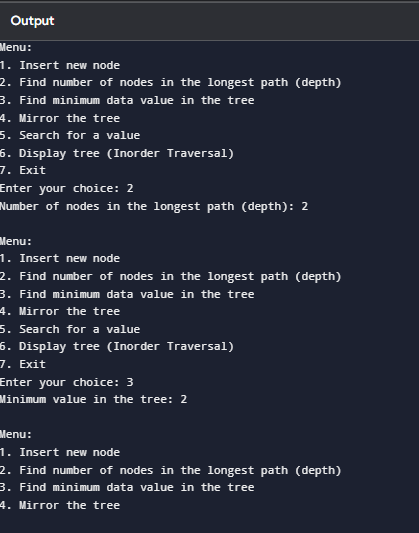 Output
Menu:
1. Insert new node
2. Find number of nodes in the longest path (depth)
3. Find minimum data value in the tree
4. Mirror the tree
5. Search for a value
6. Display tree (Inorder Traversal)
7. Exit
Enter your choice: 2
Number of nodes in the longest path (depth): 2
Menu:
1. Insert new node
2. Find number of nodes in the longest path (depth)
3. Find minimum data value in the tree
4. Mirror the tree
5. Search for a value
6. Display tree (Inorder Traversal)
7. Exit
Enter your choice: 3
Minimum value in the tree: 2
Menu:
1. Insert new node
2. Find number of nodes in the longest path (depth)
3. Find minimum data value in the tree
4. Mirror the tree